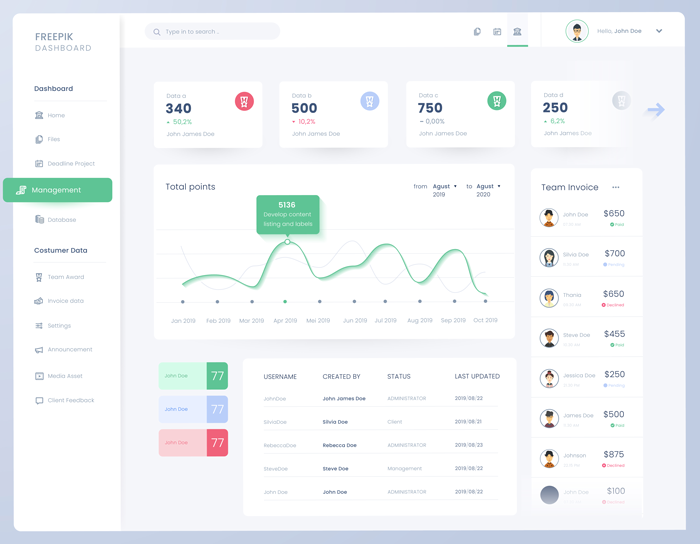 FREEPIK
DASHBOARD
Type in to search ..
Hello, John Doe
Dashboard
Home
Files
Deadline Project
Management
Database
Costumer Data
Team Award
Invoice data
Settings
Announcement
Media Asset
Client Feedback
Data a
340
50,2%
John James Doe
Data b
500
10,2%
John James Doe
Data c
750
0,00%
John James Doe
Data d
250
6,2%
John James Doe
Total points
from Agust 2019 to Agust 2020
5136
Develop content
listing and labels
Jan 2019 Feb 2019 Mar 2019 Apr 2019 Mei 2019 Jun 2019 Jul 2019 Aug 2019 Sep 2019 Oct 2019
John Doe 77
John Doe 77
John Doe 77
USERNAME CREATED BY STATUS LAST UPDATED
JohnDoe John James Doe ADMINISTRATOR 2019/08/22
SilviaDoe Silvia Doe Client 2019/08/21
RebeccaDoe Rebecca Doe ADMINISTRATOR 2019/08/23
SteveDoe Steve Doe Management 2019/08/22
John Doe John Doe ADMINISTRATOR 2019/08/22
Team Invoice
John Doe $650
Paid
Silvia Doe $700
Pending
Thania $650
Declined
Steve Doe $455
Paid
Jessica Doe $250
Pending
James Doe $500
Paid
Johnson $875
Declined
John Doe $100
Declined